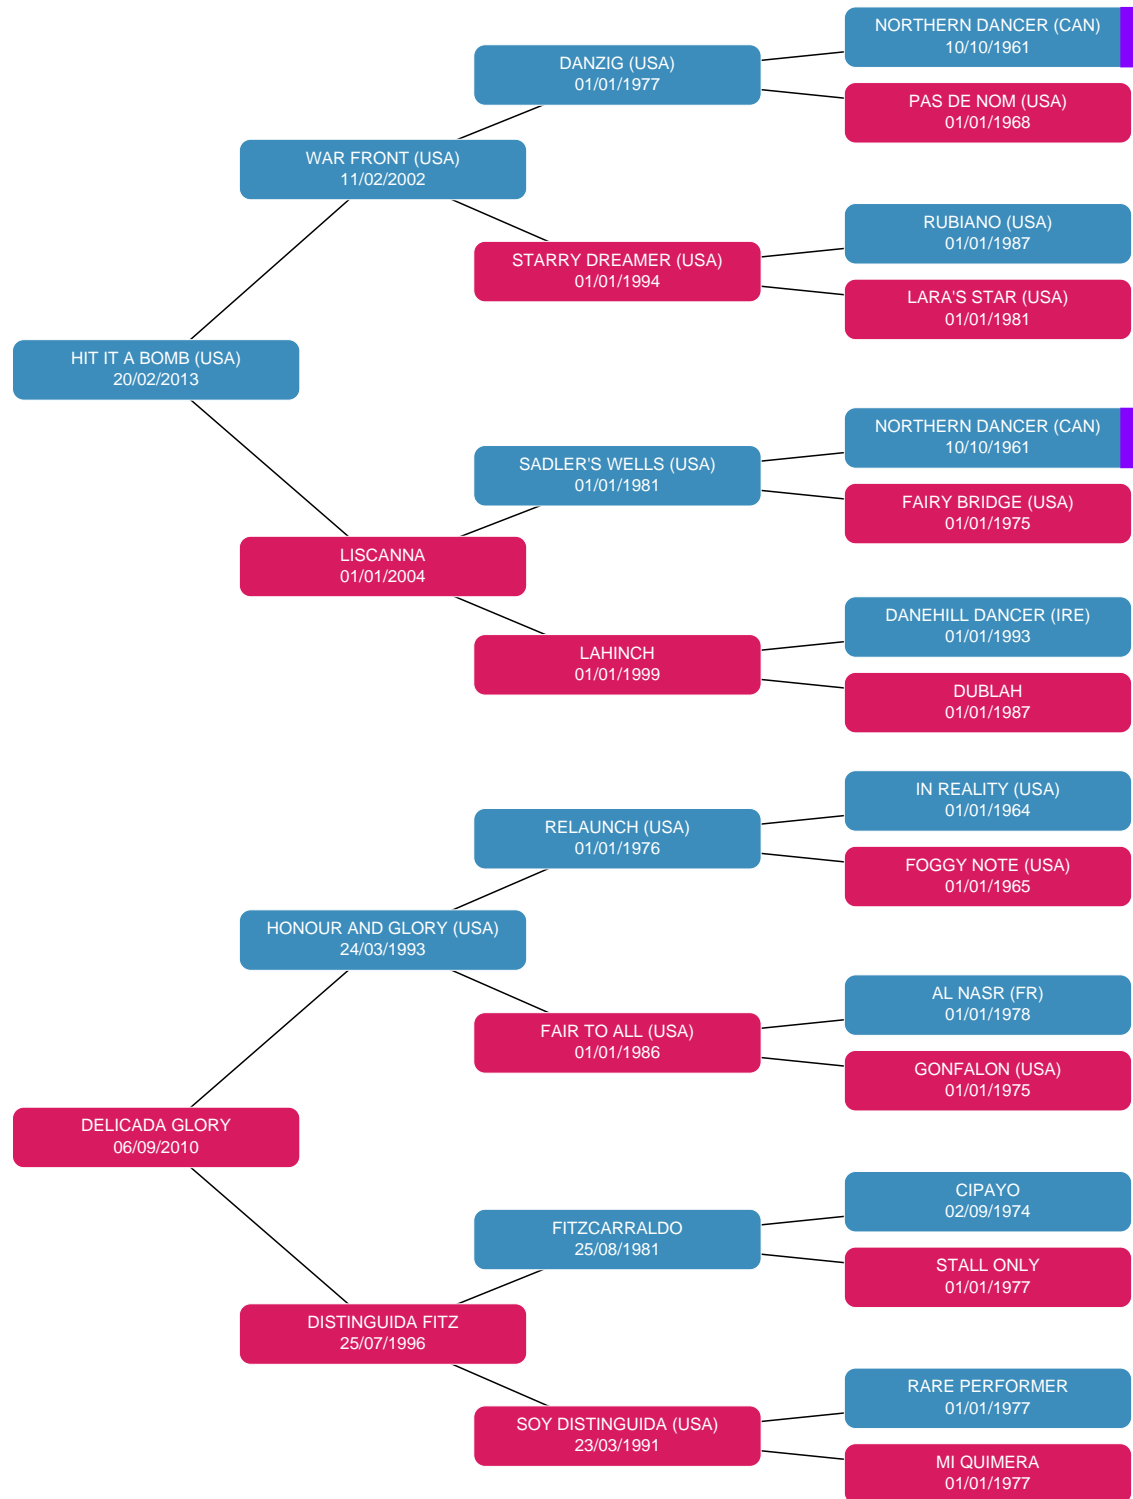 NORTHERN DANCER (CAN)
10/10/1961
DANZIG (USA)
01/01/1977
PAS DE NOM (USA)
01/01/1968
WAR FRONT (USA)
11/02/2002
RUBIANO (USA)
01/01/1987
STARRY DREAMER (USA)
01/01/1994
LARA'S STAR (USA)
01/01/1981
HIT IT A BOMB (USA)
20/02/2013
NORTHERN DANCER (CAN)
10/10/1961
SADLER'S WELLS (USA)
01/01/1981
FAIRY BRIDGE (USA)
01/01/1975
LISCANNA
01/01/2004
DANEHILL DANCER (IRE)
01/01/1993
LAHINCH
01/01/1999
DUBLAH
01/01/1987
IN REALITY (USA)
01/01/1964
RELAUNCH (USA)
01/01/1976
FOGGY NOTE (USA)
01/01/1965
HONOUR AND GLORY (USA)
24/03/1993
AL NASR (FR)
01/01/1978
FAIR TO ALL (USA)
01/01/1986
GONFALON (USA)
01/01/1975
DELICADA GLORY
06/09/2010
CIPAYO
02/09/1974
FITZCARRALDO
25/08/1981
STALL ONLY
01/01/1977
DISTINGUIDA FITZ
25/07/1996
RARE PERFORMER
01/01/1977
SOY DISTINGUIDA (USA)
23/03/1991
MI QUIMERA
01/01/1977